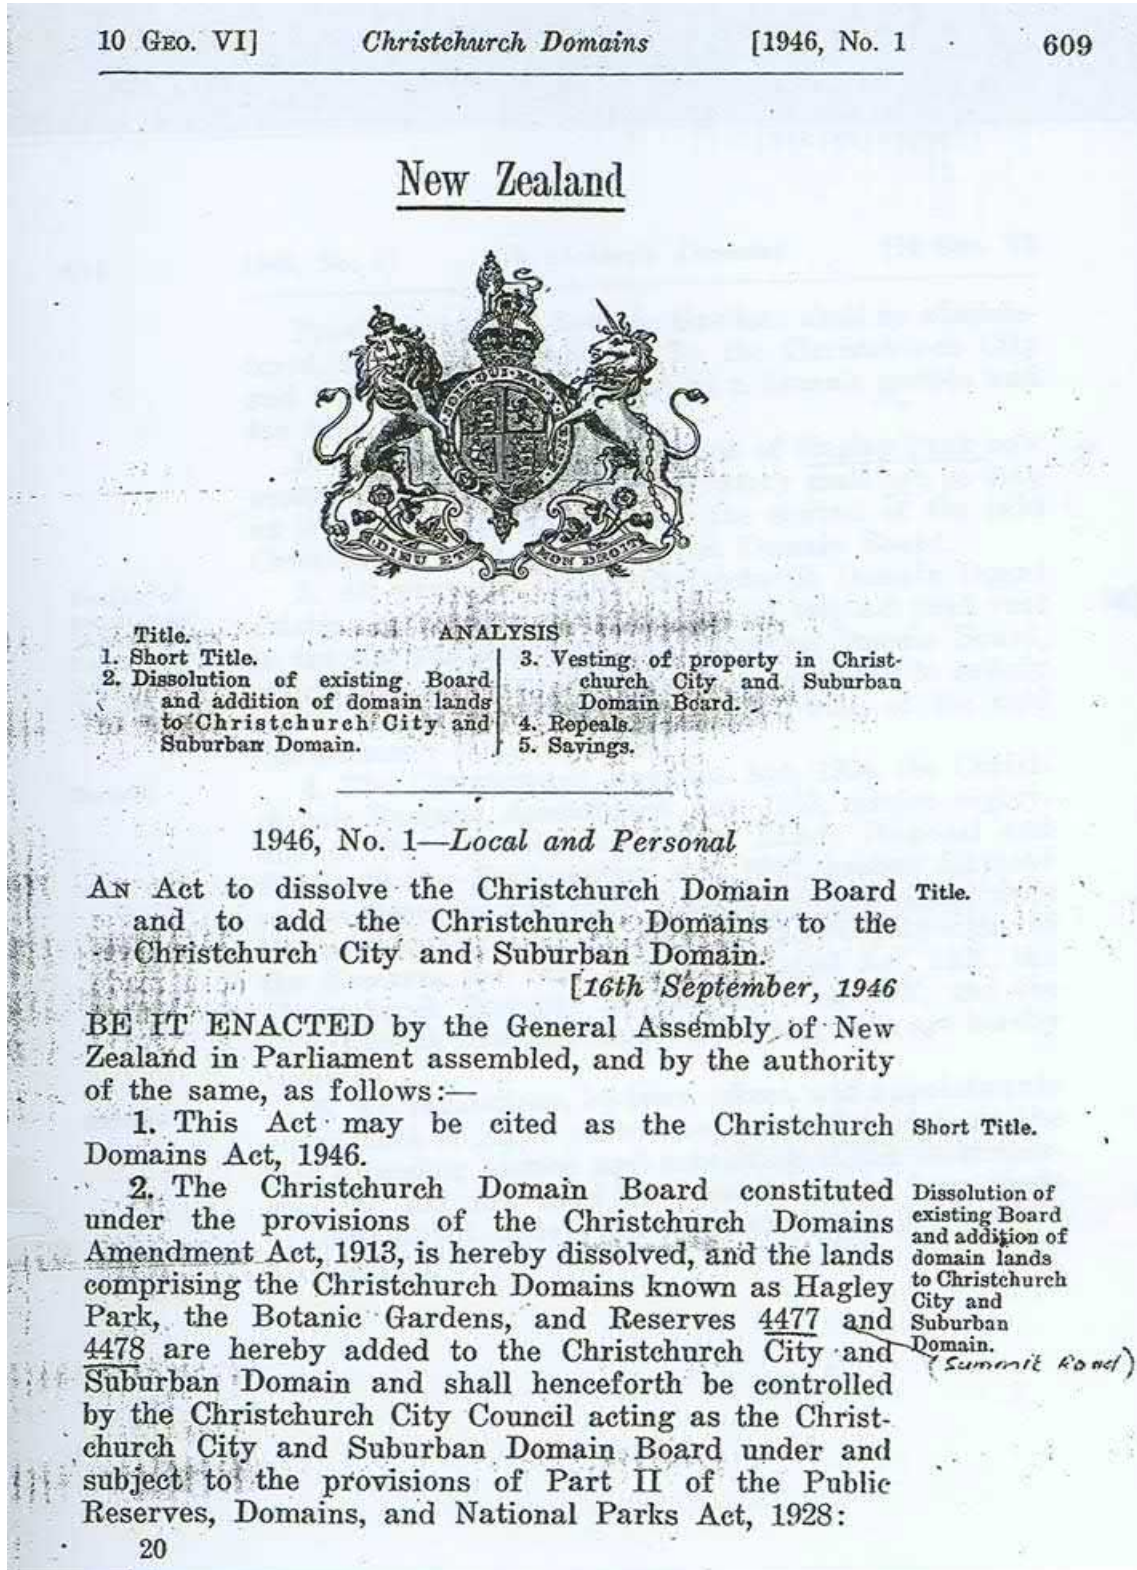 10 GEO. VI] Christchurch Domains [1946, No. 1 609
New Zealand
DIEU ET MON DROIT
ANALYSIS
Title.
1. Short Title.
2. Dissolution of existing Board
and addition of domain lands
to Christchurch City and
Suburban Domain.
3. Vesting of property in Christ-
church City and Suburban
Domain Board.
4. Repeals.
5. Savings.
1946, No. 1—Local and Personal
AN Act to dissolve the Christchurch Domain Board
and to add the Christchurch Domains to the
Christchurch City and Suburban Domain.
Title.
[16th September, 1946
BE IT ENACTED by the General Assembly of New
Zealand in Parliament assembled, and by the authority
of the same, as follows:—
1. This Act may be cited as the Christchurch
Domains Act, 1946.
Short Title.
2. The Christchurch Domain Board constituted
under the provisions of the Christchurch Domains
Amendment Act, 1913, is hereby dissolved, and the lands
comprising the Christchurch Domains known as Hagley
Park, the Botanic Gardens, and Reserves 4477 and
4478 are hereby added to the Christchurch City and
Suburban Domain and shall henceforth be controlled
by the Christchurch City Council acting as the Christ-
church City and Suburban Domain Board under and
subject to the provisions of Part II of the Public
Reserves, Domains, and National Parks Act, 1928:
Dissolution of
existing Board
and addition of
domain lands
to Christchurch
City and
Suburban
Domain.
(Summit Road)
20